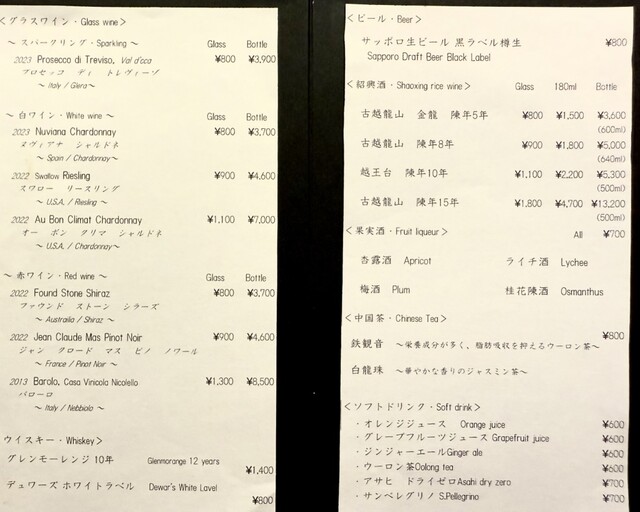 <グラスワイン・Glass wine>
～ スパークリング・Sparking ～ Glass Bottle
2023 Prosecco di Treviso, Val d'cca ¥800 ¥3,900
プロセッコ ディ トレヴィーゾ
～ Italy / Glera～
～ 白ワイン・White wine ～ Glass Bottle
2023 Nuviana Chardonnay ¥800 ¥3,700
ヌヴィアナ シャルドネ
～ Spain / Chardonnay～
2022 Swallow Riesling ¥900 ¥4,600
スワロー リースリング
～ U.S.A. / Riesling ～
2022 Au Bon Climat Chardonnay ¥1,100 ¥7,000
オー ボン クリマ シャルドネ
～ U.S.A. / Chardonnay～
～ 赤ワイン・Red wine ～ Glass Bottle
2022 Found Stone Shiraz ¥800 ¥3,700
ファウンド ストーン シラーズ
～ Australia / Shiraz ～
2022 Jean Claude Mas Pinot Noir ¥900 ¥4,600
ジャン クロード マス ピノ ノワール
～ France / Pinot Noir ～
2013 Barolo, Casa Vinicola Nicolello ¥1,300 ¥8,500
バローロ
～ Italy / Nebbiolo ～
ウイスキー・Whiskey>
グレンモーレンジ 10年 Glenmorange 12 years
¥1,400
デュワーズ ホワイトラベル Dewar's White Lavel
¥800
<ビール・Beer>
サッポロ生ビール 黒ラベル樽生 ¥800
Sapporo Draft Beer Black Label
<紹興酒・Shaoxing rice wine> Glass 180ml Bottle
古越龍山 金龍 陳年5年 ¥800 ¥1,500 ¥3,600
(600ml)
古越龍山 陳年8年 ¥900 ¥1,800 ¥5,000
(640ml)
越王台 陳年10年 ¥1,100 ¥2,200 ¥5,300
(500ml)
古越龍山 陳年15年 ¥1,800 ¥4,700 ¥13,200
(500ml)
<果実酒・Fruit liqueur> All ¥700
杏露酒 Apricot ライチ酒 Lychee
梅酒 Plum 桂花陳酒 Osmanthus
<中国茶・Chinese Tea>
¥800
鉄観音 ～栄養成分が多く、脂肪吸収を抑えるウーロン茶～
白龍珠 ～華やかな香りのジャスミン茶～
<ソフトドリンク・Soft drink>
・オレンジジュース Orange juice ¥600
・グレープフルーツジュース Grapefruit juice ¥600
・ジンジャーエールGinger ale ¥600
・ウーロン茶Oolong tea ¥600
・アサヒ ドライゼロAsahi dry zero ¥700
・サンペレグリノ S.Pellegrino ¥700